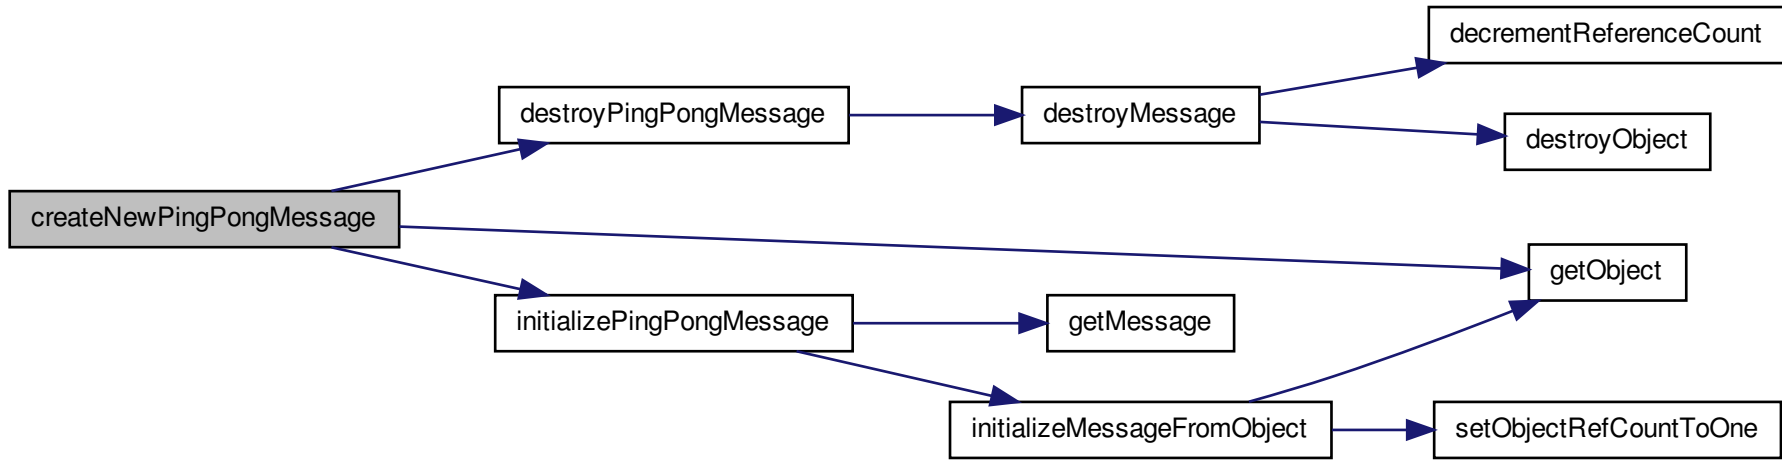 decrementReferenceCount
destroyPingPongMessage
destroyMessage
destroyObject
createNewPingPongMessage
getObject
initializePingPongMessage
getMessage
initializeMessageFromObject
setObjectRefCountToOne